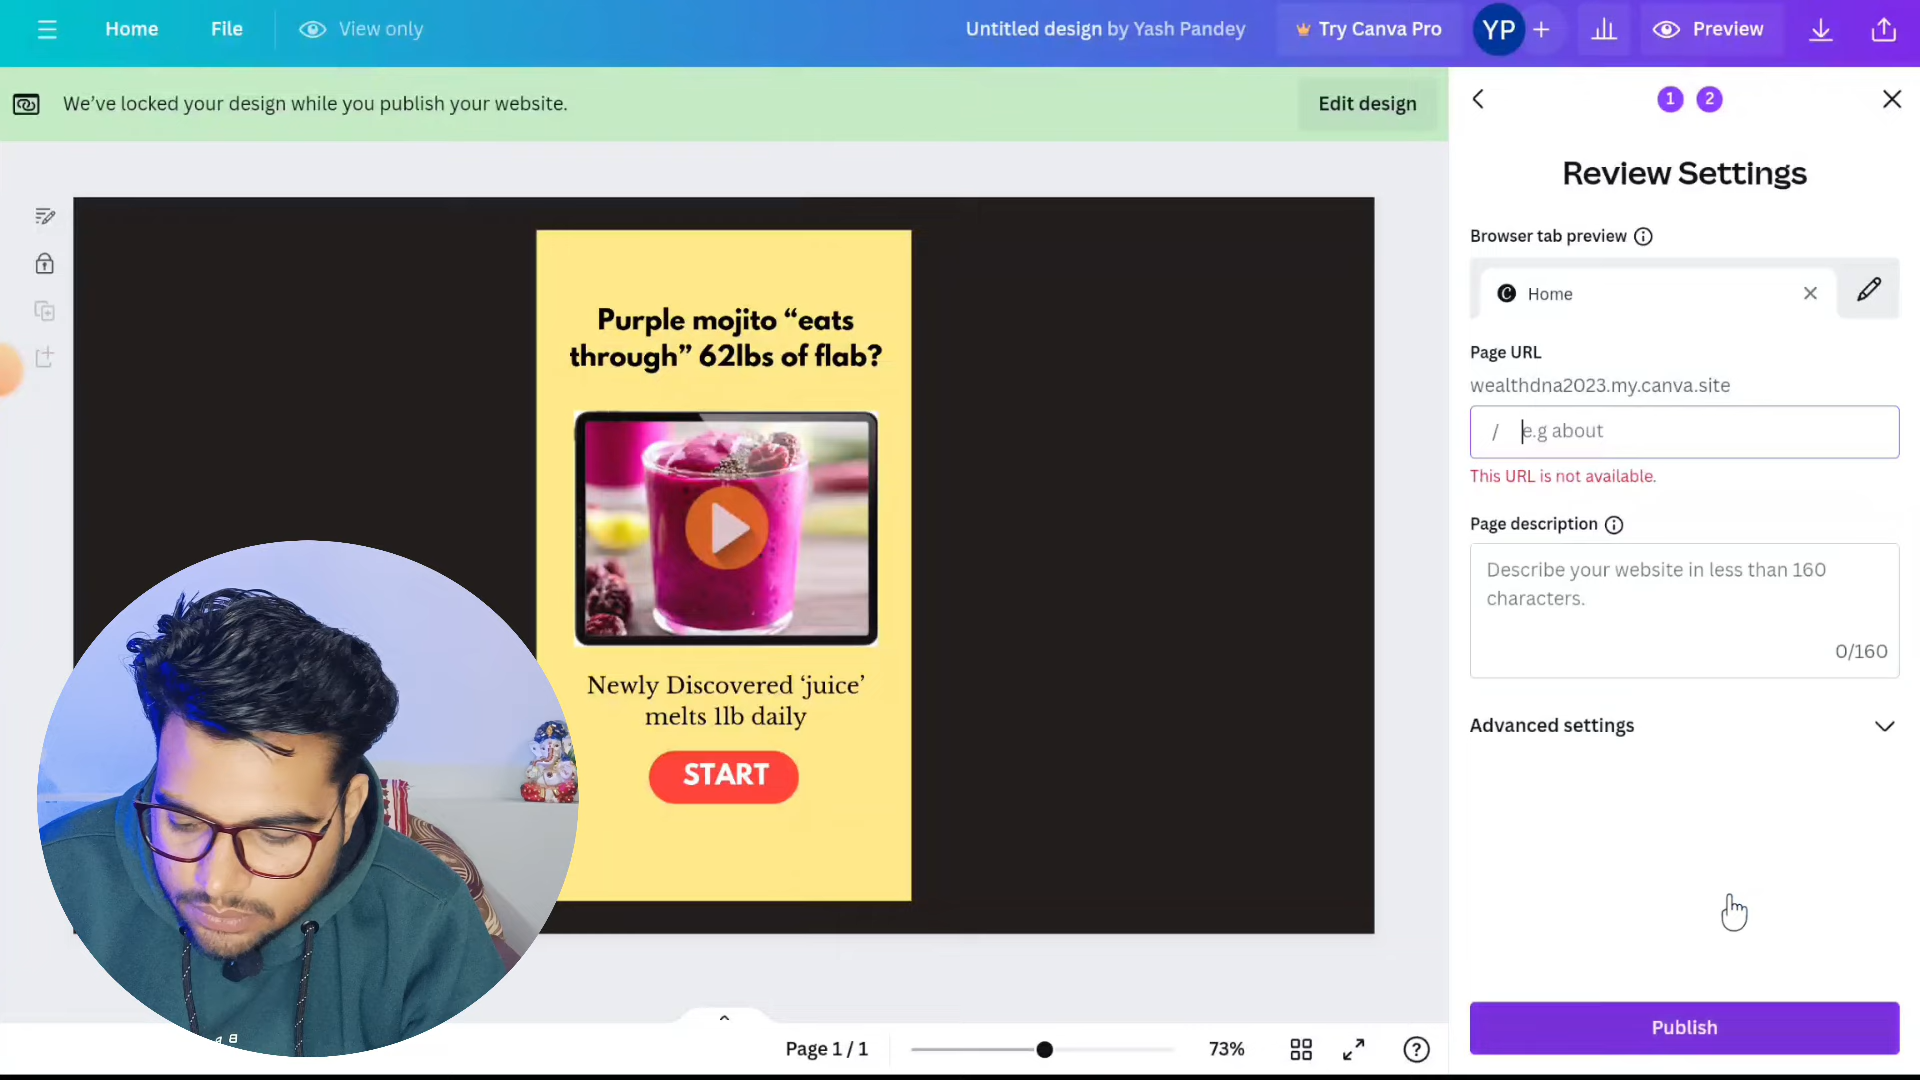 Home
File
View only
Untitled design by Yash Pandey
Try Canva Pro
YP
Preview
We’ve locked your design while you publish your website.
Edit design
1 2
Review Settings
Browser tab preview
Home
Page URL
wealthdna2023.my.canva.site
/ e.g about
This URL is not available.
Page description
Describe your website in less than 160
characters.
0/160
Advanced settings
Publish
Purple mojito “eats
through” 62lbs of flab?
Newly Discovered ‘juice’
melts 1lb daily
START
Page 1 / 1
73%